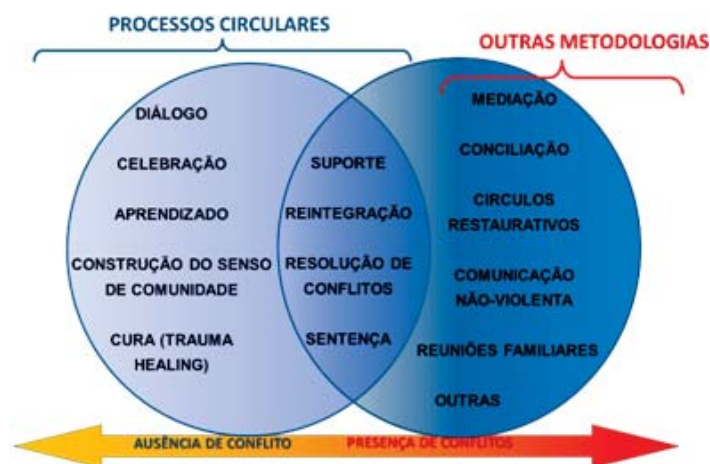 PROCESSOS CIRCULARES
OUTRAS METODOLOGIAS
DIÁLOGO
CELEBRAÇÃO
APRENDIZADO
CONSTRUÇÃO DO SENSO
DE COMUNIDADE
CURA (TRAUMA
HEALING)
SUPORTE
REINTEGRAÇÃO
RESOLUÇÃO DE
CONFLITOS
SENTENÇA
MEDIAÇÃO
CONCILIAÇÃO
CIRCULOS
RESTAURATIVOS
COMUNICAÇÃO
NÃO-VIOLENTA
REUNIÕES FAMILIARES
OUTRAS
AUSÊNCIA DE CONFLITO
PRESENÇA DE CONFLITOS